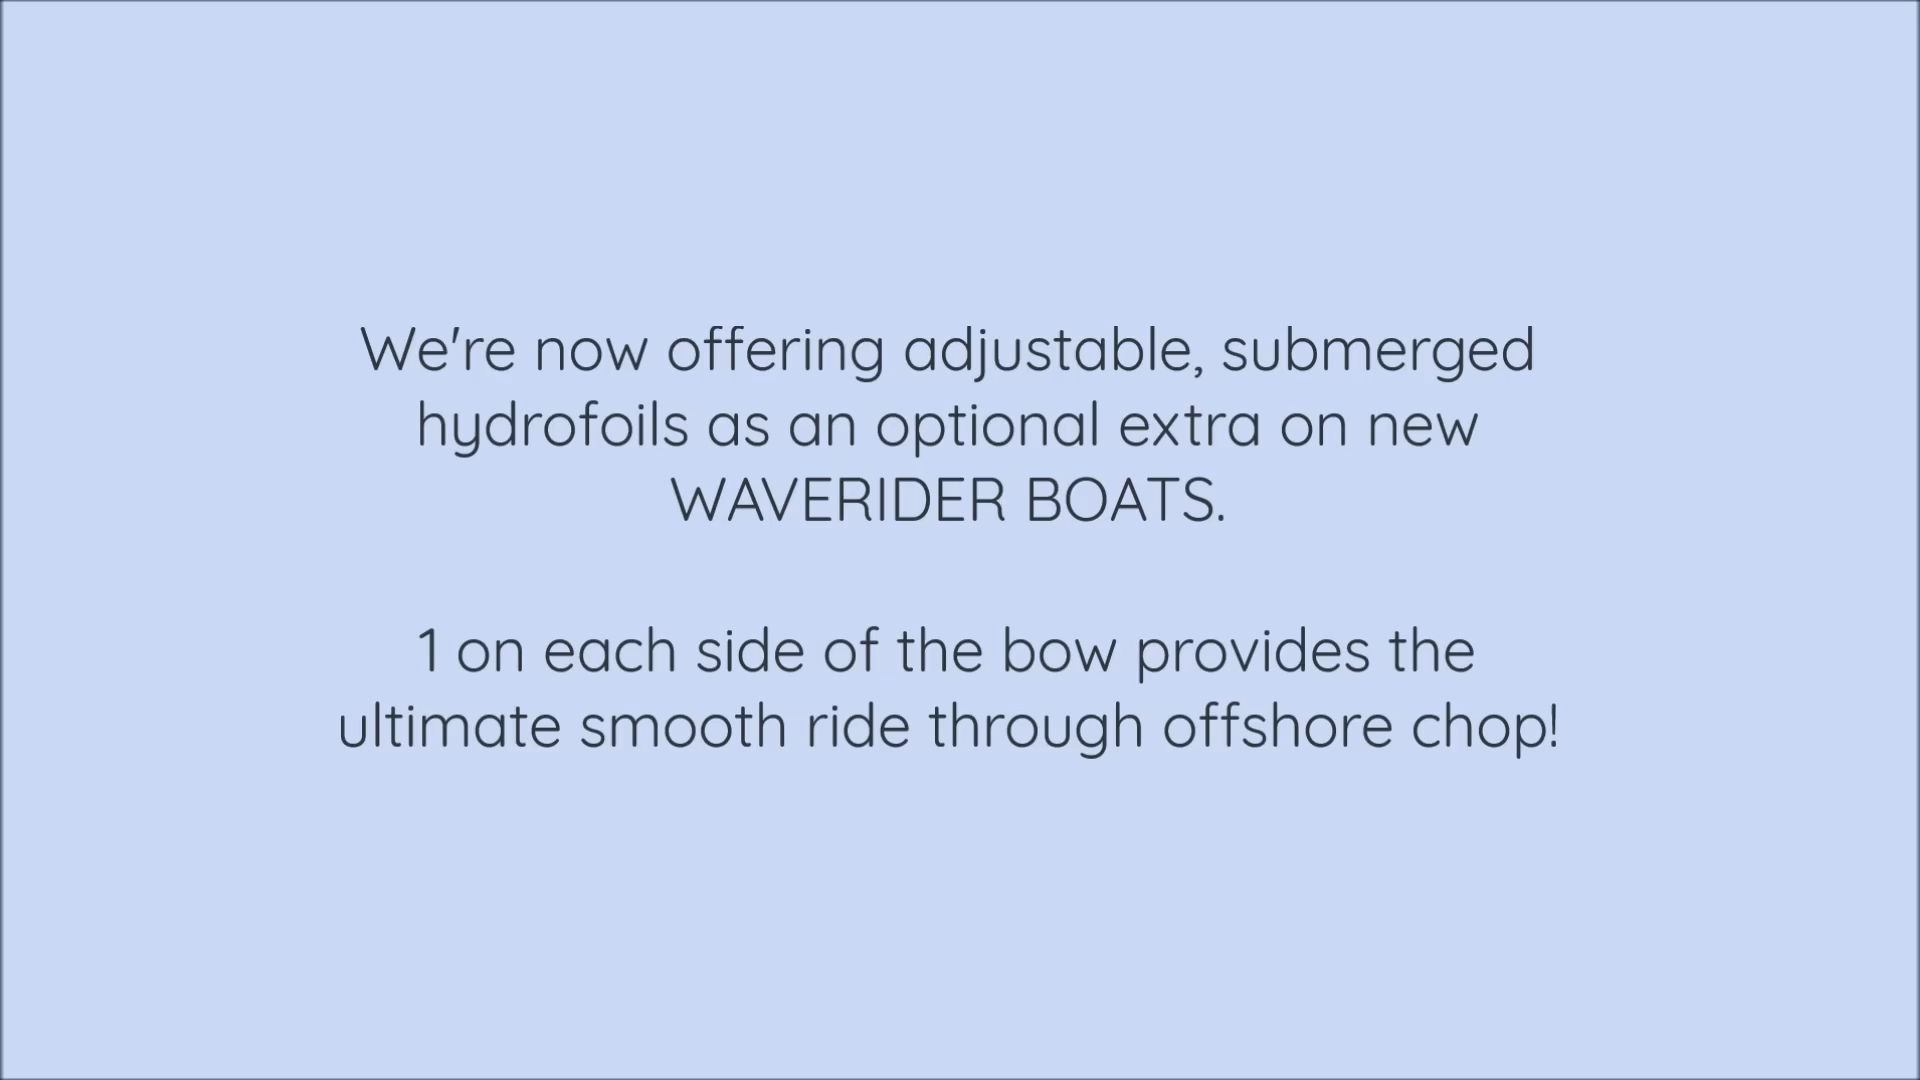 We're now offering adjustable, submerged
hydrofoils as an optional extra on new
WAVERIDER BOATS.
1 on each side of the bow provides the
ultimate smooth ride through offshore chop!